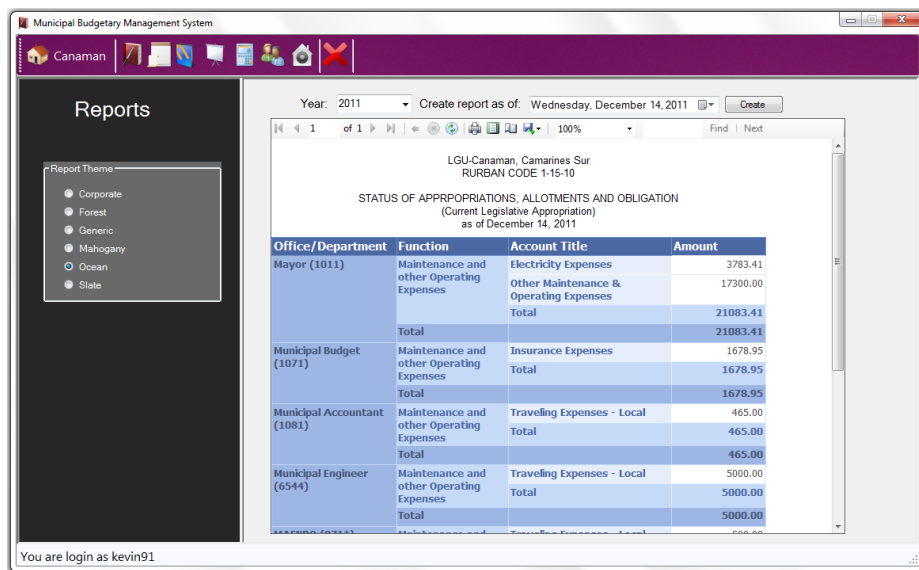 Municipal Budgetary Management System
Canaman
Reports
Report Theme
Corporate
Forest
Generic
Mahogany
Ocean
Slate
Year: 2011 Create report as of: Wednesday, December 14, 2011 Create
1 of 1 100% Find | Next
LGU-Canaman, Camarines Sur
RURBAN CODE 1-15-10
STATUS OF APPRPOPRIATIONS, ALLOTMENTS AND OBLIGATION
(Current Legislative Appropriation)
as of December 14, 2011
Office/Department Function Account Title Amount
Mayor (1011) Maintenance and Electricity Expenses 3783.41
other Operating
Expenses
Other Maintenance & 17300.00
Operating Expenses
Total 21083.41
Total 21083.41
Municipal Budget Maintenance and Insurance Expenses 1678.95
(1071) other Operating Total 1678.95
Expenses
Total 1678.95
Municipal Accountant Maintenance and Traveling Expenses - Local 465.00
(1081) other Operating Total 465.00
Expenses
Total 465.00
Municipal Engineer Maintenance and Traveling Expenses - Local 5000.00
(6544) other Operating Total 5000.00
Expenses
Total 5000.00
Maintenance and Traveling Expenses - Local
You are login as kevin91